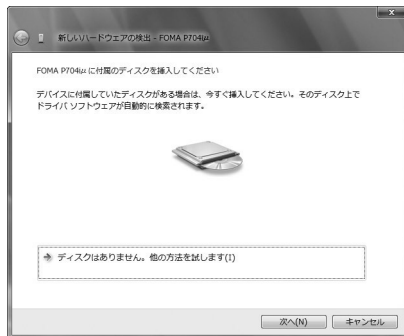 新しいハードウェアの検出 - FOMA P704iμ
FOMA P704iμ に付属のディスクを挿入してください
デバイスに付属していたディスクがある場合は、今すぐ挿入してください。そのディスク上で
ドライバ ソフトウェアが自動的に検索されます。
ディスクはありません。他の方法を試します(I)
次へ(N)
キャンセル